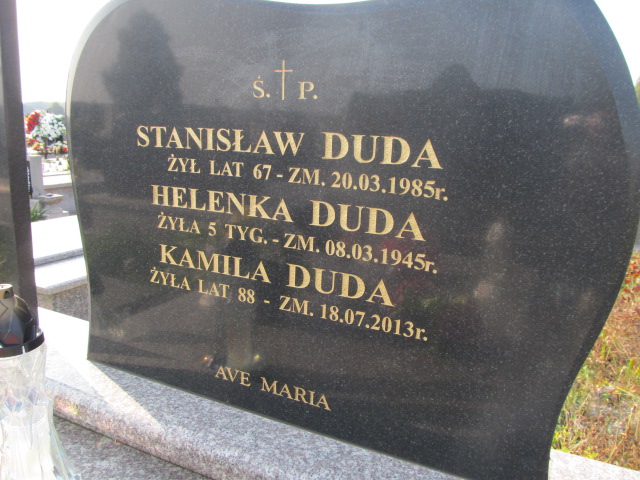 Ś. P.
STANISŁAW DUDA
ŻYŁ LAT 67 - ZM. 20.03.1985r.
HELENKA DUDA
ŻYŁA 5 TYG. - ZM. 08.03.1945r.
KAMILA DUDA
ŻYŁA LAT 88 - ZM. 18.07.2013r.
AVE MARIA